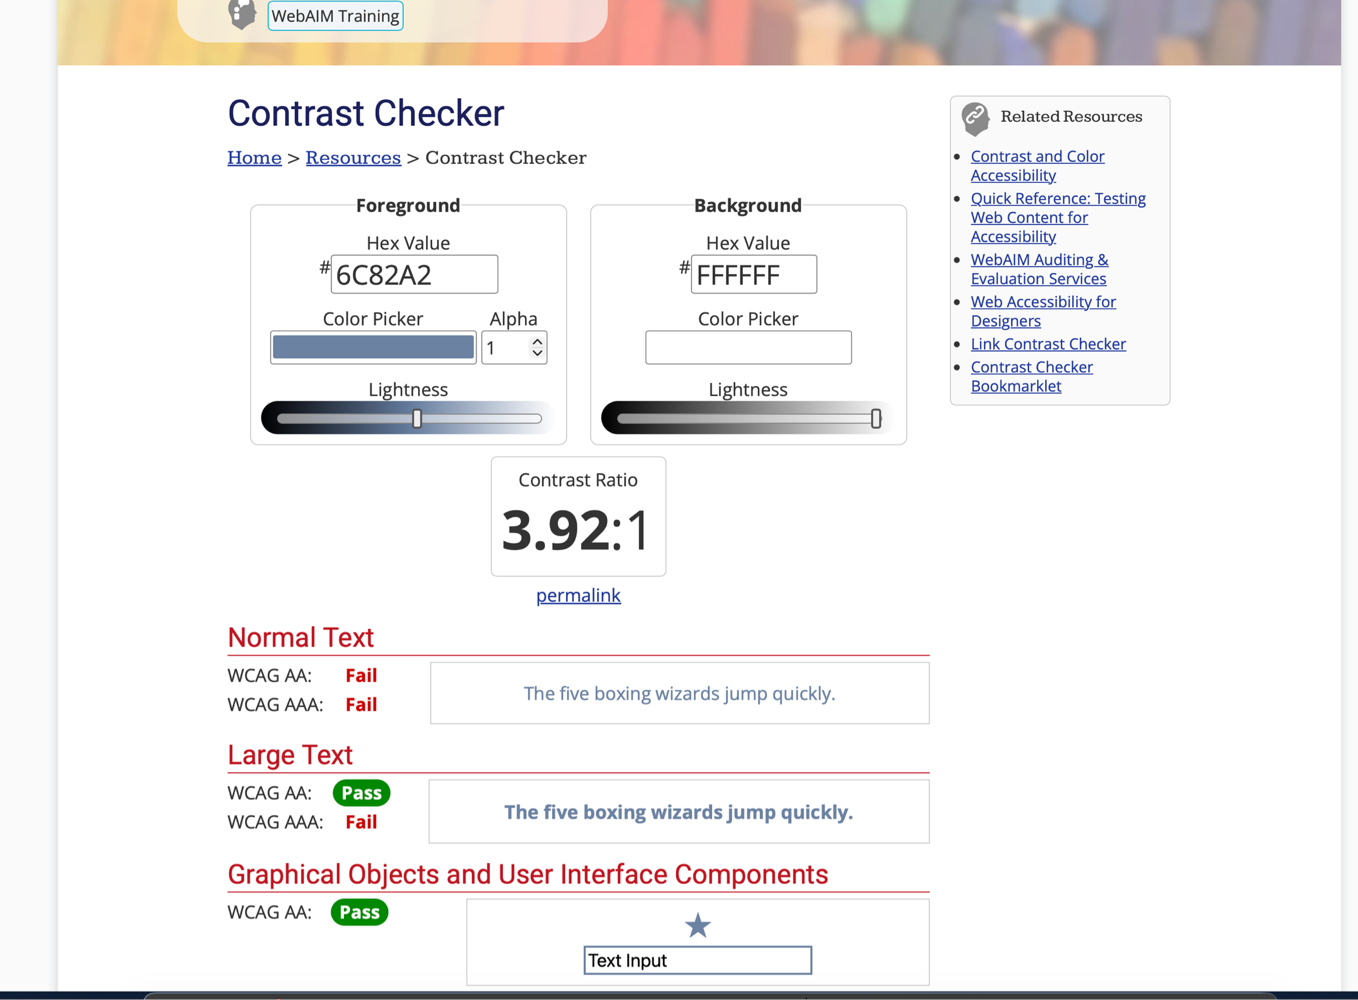 WebAIM Training
Contrast Checker
Home > Resources > Contrast Checker
Foreground
Hex Value
#6C82A2
Color Picker
Alpha
1
Lightness
Background
Hex Value
#FFFFFF
Color Picker
Lightness
Contrast Ratio
3.92:1
permalink
Normal Text
WCAG AA: Fail
WCAG AAA: Fail
The five boxing wizards jump quickly.
Large Text
WCAG AA: Pass
WCAG AAA: Fail
The five boxing wizards jump quickly.
Graphical Objects and User Interface Components
WCAG AA: Pass
Text Input
Related Resources
Contrast and Color
Accessibility
Quick Reference: Testing
Web Content for
Accessibility
WebAIM Auditing &
Evaluation Services
Web Accessibility for
Designers
Link Contrast Checker
Contrast Checker
Bookmarklet